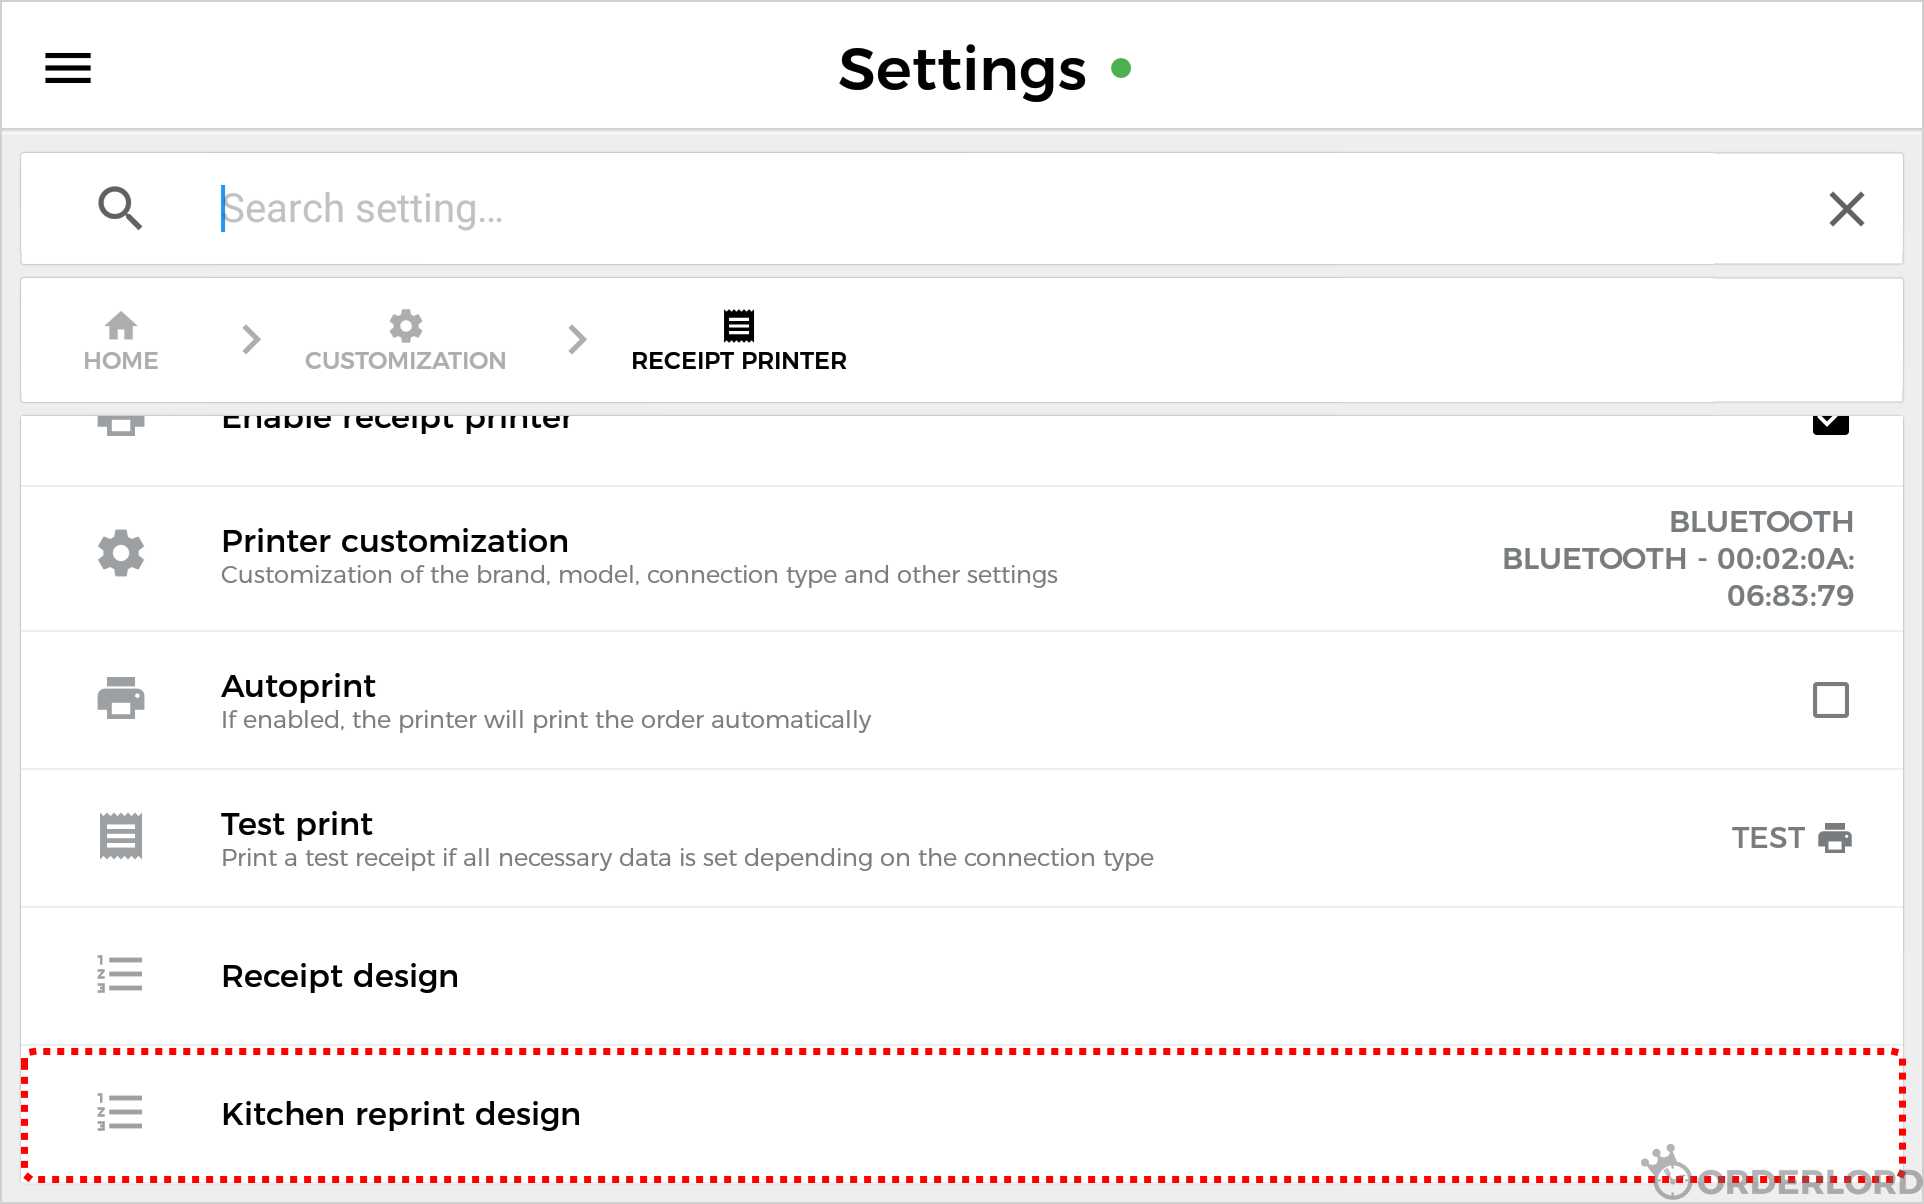 Settings
Search setting...
HOME
CUSTOMIZATION
RECEIPT PRINTER
Enable receipt printer
Printer customization
Customization of the brand, model, connection type and other settings
BLUETOOTH
BLUETOOTH - 00:02:0A:
06:83:79
Autoprint
If enabled, the printer will print the order automatically
Test print
Print a test receipt if all necessary data is set depending on the connection type
TEST
Receipt design
Kitchen reprint design
ORDERLORD